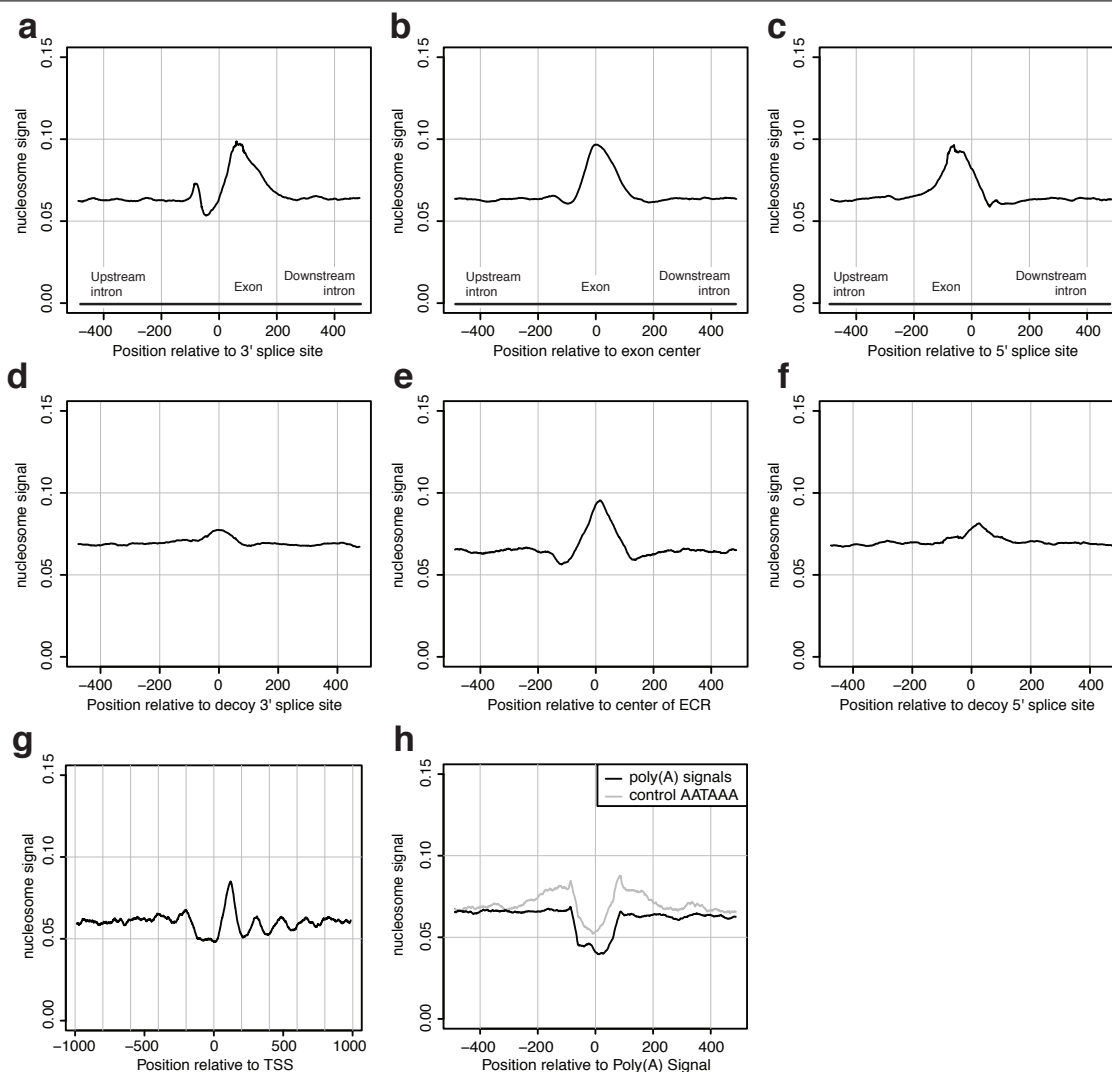 a
0.15
0.10
0.05
0.00
nucleosome signal
Upstream
intron
Exon
Downstream
intron
−400 −200 0 200 400
Position relative to 3' splice site
b
0.15
0.10
0.05
0.00
nucleosome signal
Upstream
intron
Exon
Downstream
intron
−400 −200 0 200 400
Position relative to exon center
c
0.15
0.10
0.05
0.00
nucleosome signal
Upstream
intron
Exon
Downstream
intron
−400 −200 0 200 400
Position relative to 5' splice site
d
0.15
0.10
0.05
0.00
nucleosome signal
−400 −200 0 200 400
Position relative to decoy 3' splice site
e
0.15
0.10
0.05
0.00
nucleosome signal
−400 −200 0 200 400
Position relative to center of ECR
f
0.15
0.10
0.05
0.00
nucleosome signal
−400 −200 0 200 400
Position relative to decoy 5' splice site
g
0.15
0.10
0.05
0.00
nucleosome signal
−1000 −500 0 500 1000
Position relative to TSS
h
0.15
0.10
0.05
0.00
nucleosome signal
poly(A) signals
control AATAAA
−400 −200 0 200 400
Position relative to Poly(A) Signal